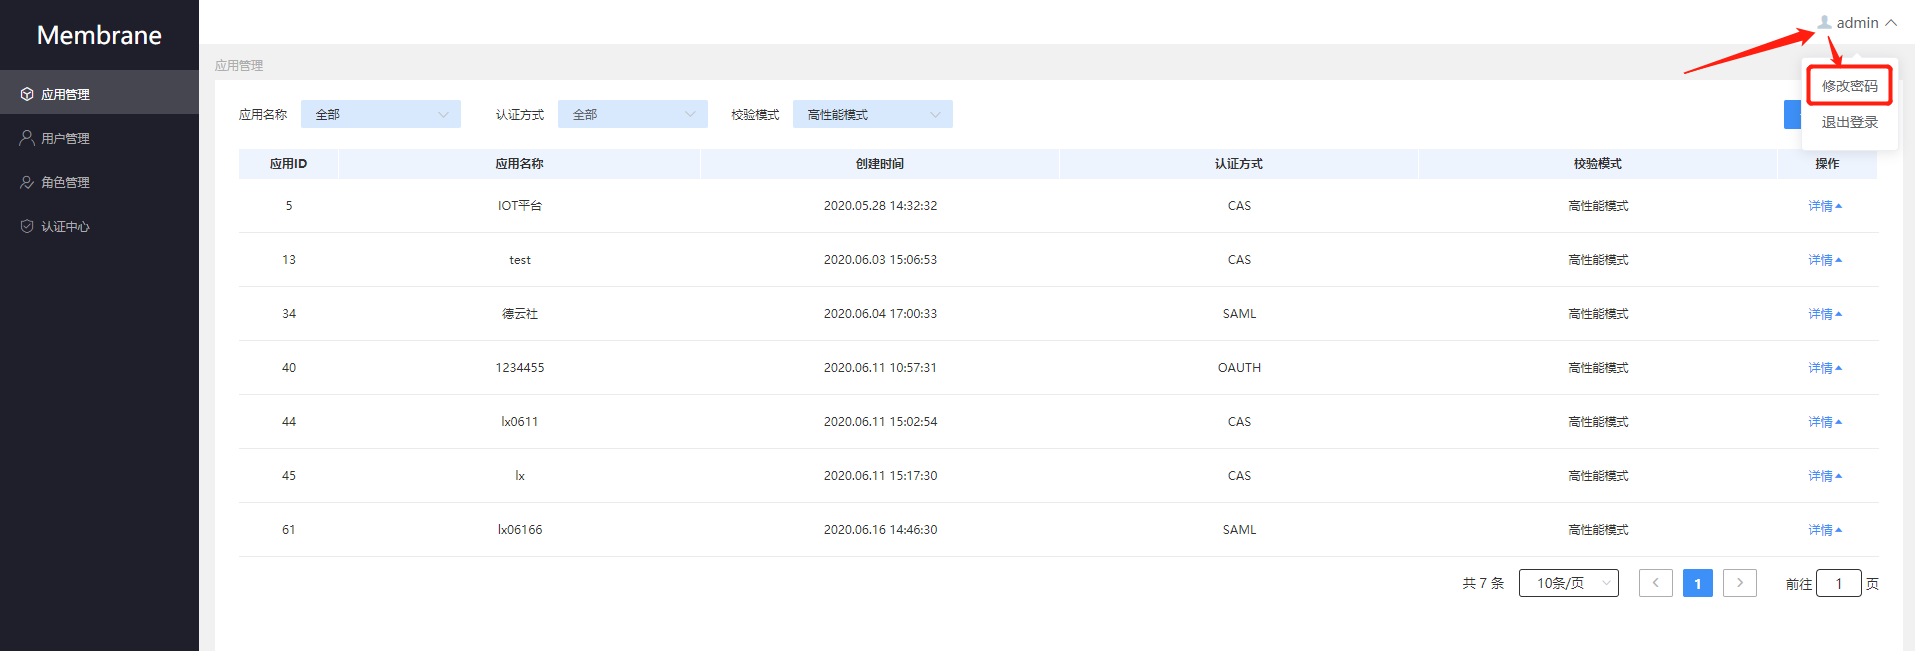 Membrane
admin
应用管理
用户管理
角色管理
认证中心
应用管理
修改密码
退出登录
应用名称 全部 认证方式 全部 校验模式 高性能模式
应用ID 应用名称 创建时间 认证方式 校验模式 操作
5 IOT平台 2020.05.28 14:32:32 CAS 高性能模式 详情
13 test 2020.06.03 15:06:53 CAS 高性能模式 详情
34 德云社 2020.06.04 17:00:33 SAML 高性能模式 详情
40 1234455 2020.06.11 10:57:31 OAUTH 高性能模式 详情
44 lx0611 2020.06.11 15:02:54 CAS 高性能模式 详情
45 lx 2020.06.11 15:17:30 CAS 高性能模式 详情
61 lx06166 2020.06.16 14:46:30 SAML 高性能模式 详情
共 7 条 10条/页 < 1 > 前往 1 页